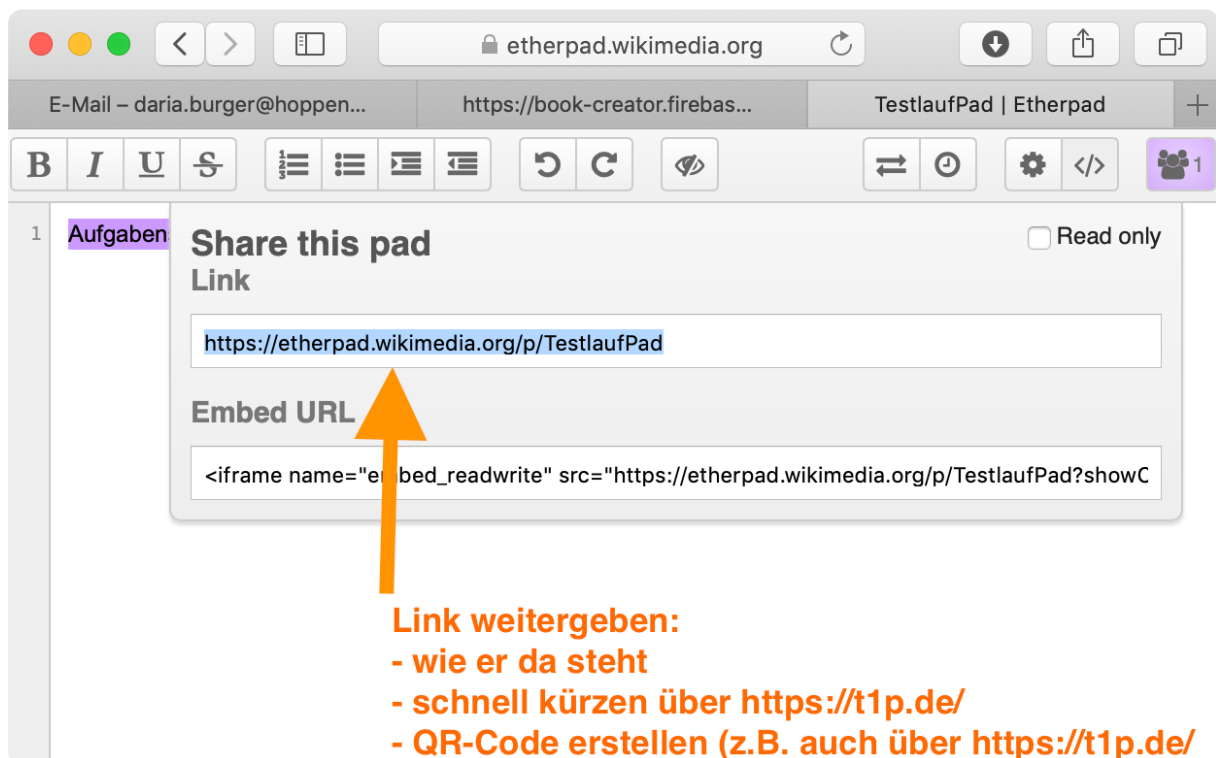 etherpad.wikimedia.org
E-Mail – daria.burger@hoppen...
https://book-creator.firebas...
TestlaufPad | Etherpad
B I U S
1
1 Aufgaben
Share this pad
Read only
Link
https://etherpad.wikimedia.org/p/TestlaufPad
Embed URL
<iframe name="embed_readwrite" src="https://etherpad.wikimedia.org/p/TestlaufPad?showC
Link weitergeben:
- wie er da steht
- schnell kürzen über https://t1p.de/
- QR-Code erstellen (z.B. auch über https://t1p.de/